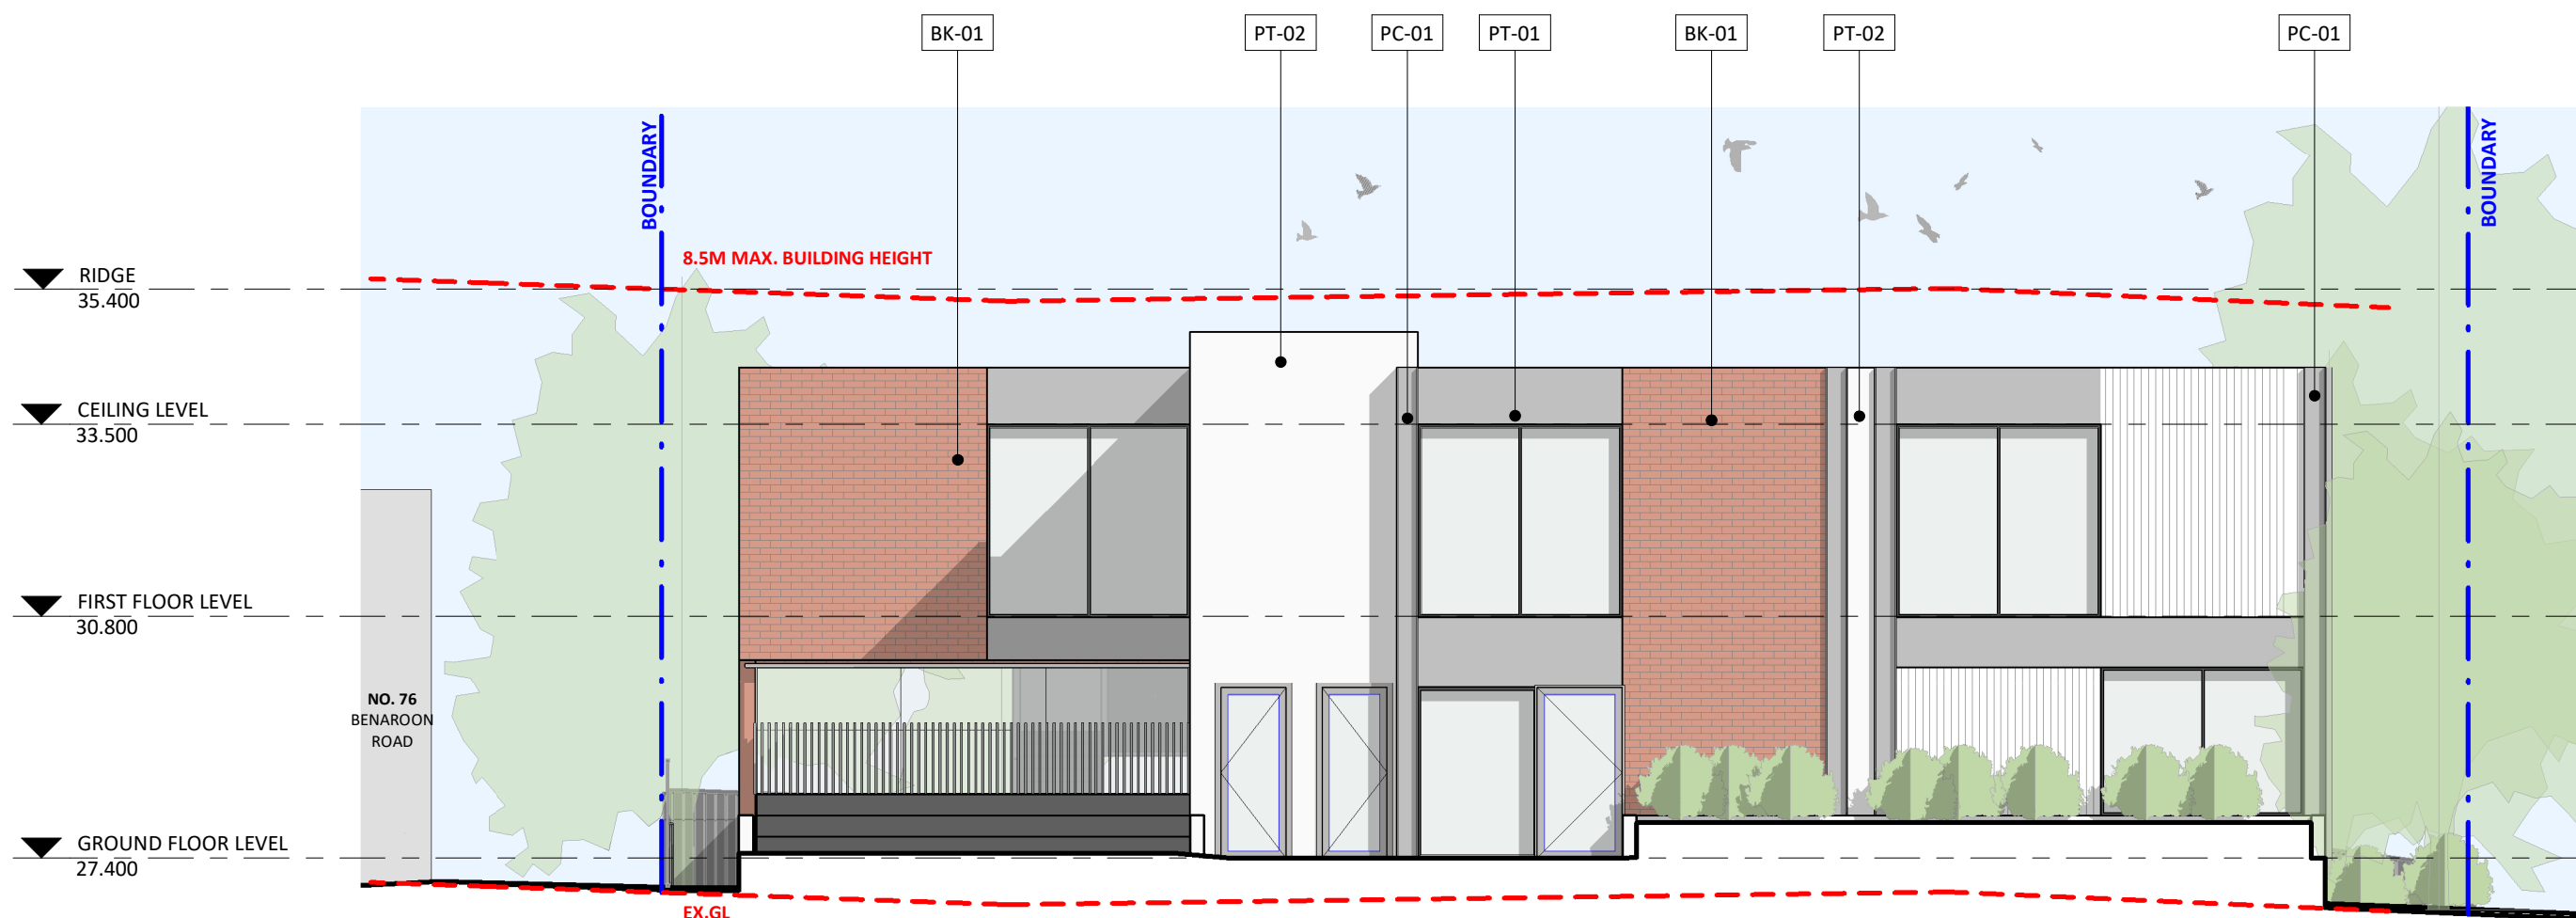 BK-01
PT-02
PC-01
PT-01
BK-01
PT-02
PC-01
BOUNDARY
BOUNDARY
8.5M MAX. BUILDING HEIGHT
RIDGE
35.400
CEILING LEVEL
33.500
FIRST FLOOR LEVEL
30.800
NO. 76
BENAROON
ROAD
GROUND FLOOR LEVEL
27.400
EX.GL